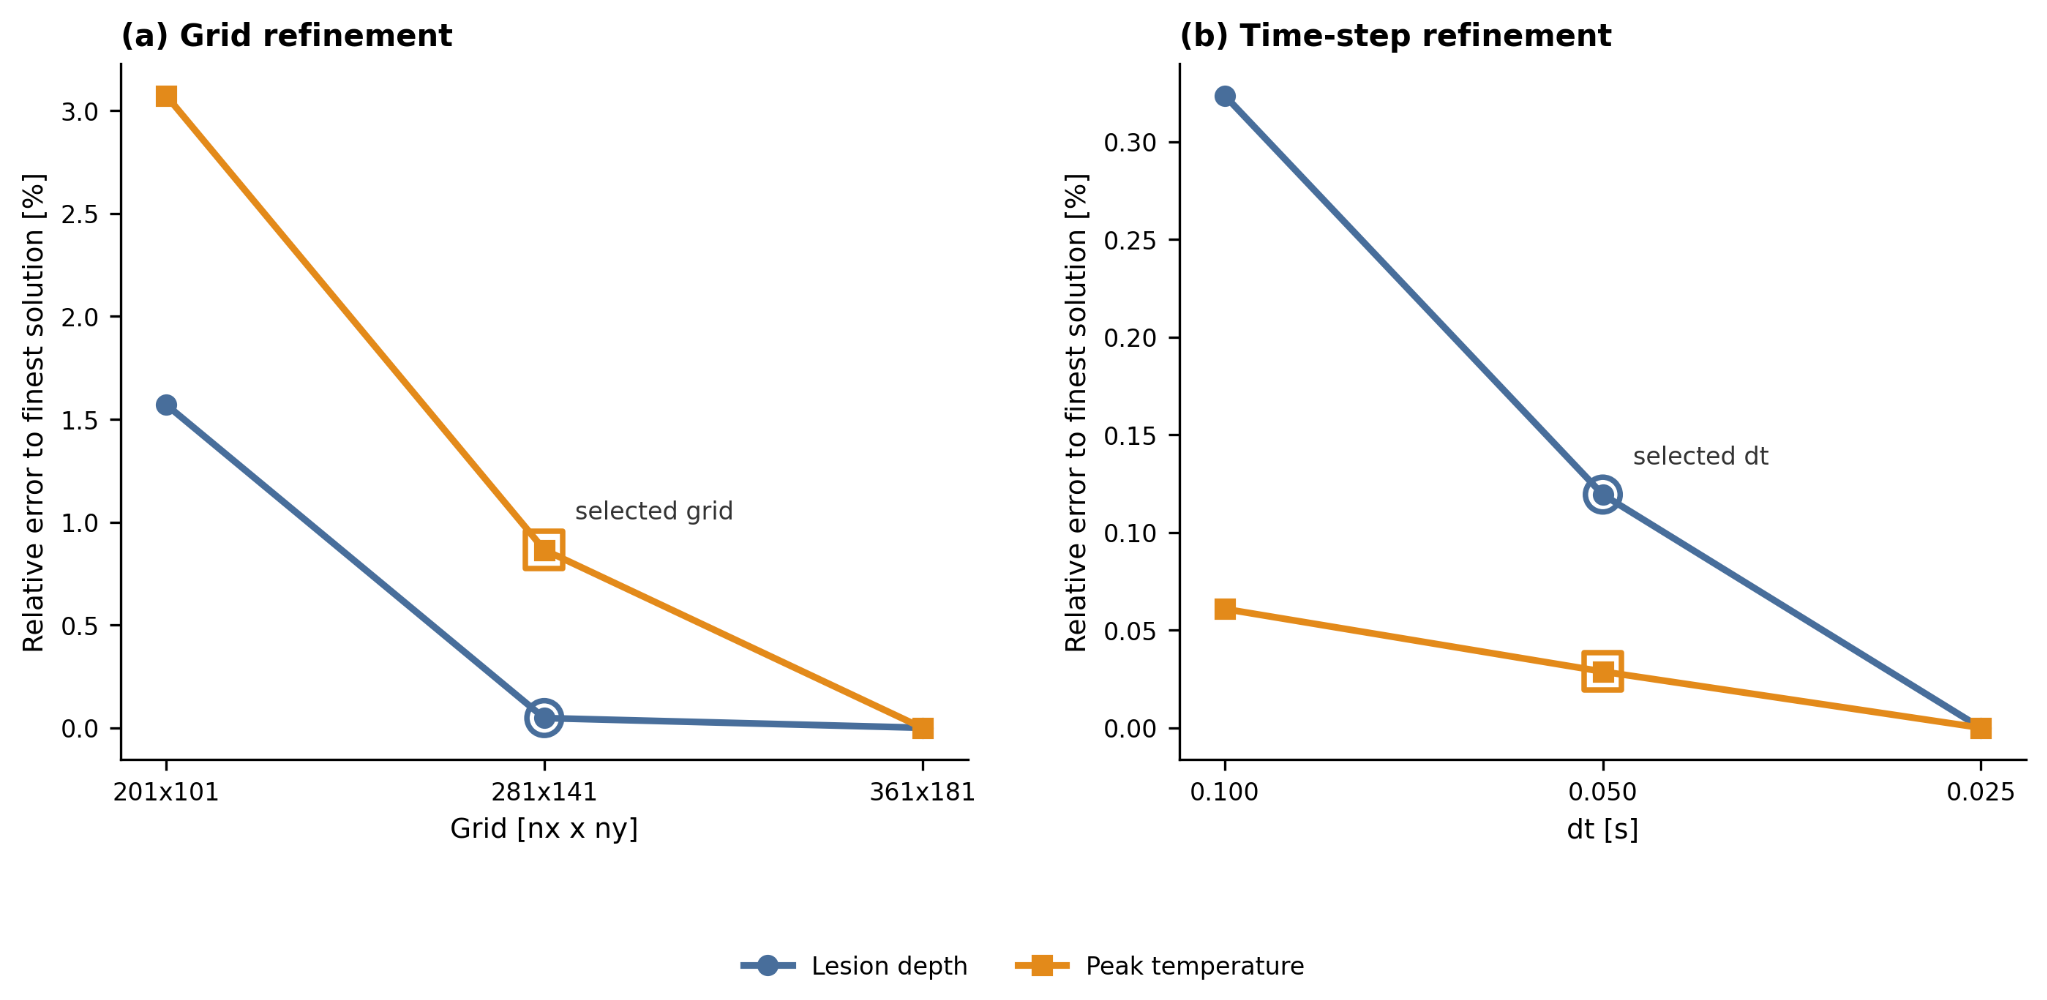 (a) Grid refinement
Relative error to finest solution [%]
3.0
2.5
2.0
1.5
1.0
0.5
0.0
selected grid
201x101
281x141
361x181
Grid [nx x ny]
(b) Time-step refinement
Relative error to finest solution [%]
0.30
0.25
0.20
0.15
0.10
0.05
0.00
selected dt
0.100
0.050
0.025
dt [s]
Lesion depth
Peak temperature